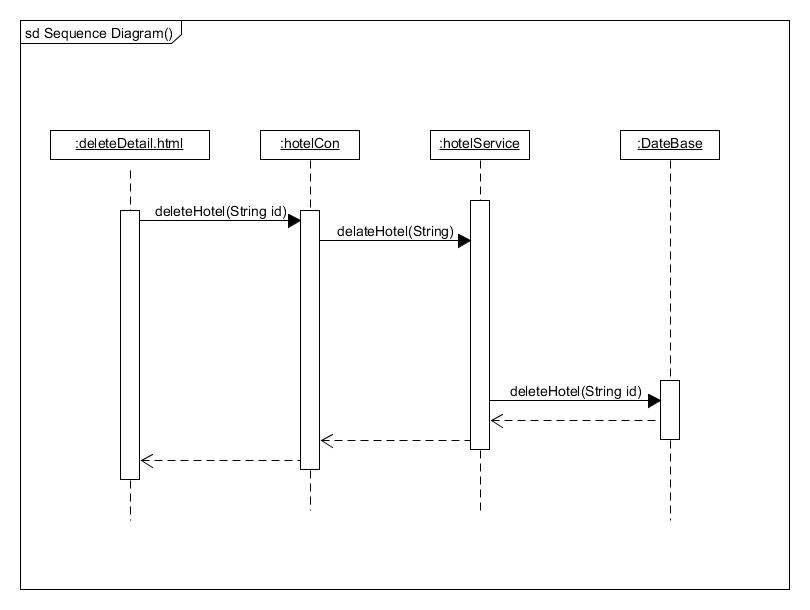 sd Sequence Diagram()
:deleteDetail.html
:hotelCon
:hotelService
:DateBase
deleteHotel(String id)
delateHotel(String)
deleteHotel(String id)